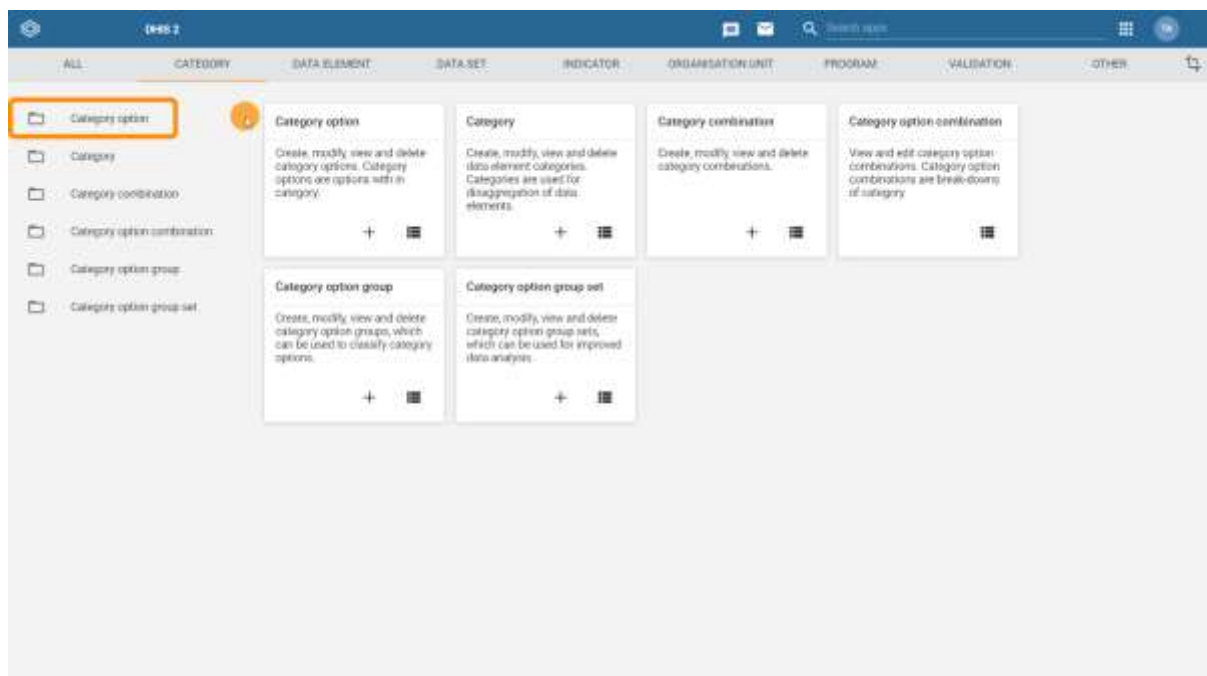 DHIS 2
Search apps
ALL CATEGORY DATA ELEMENT DATA SET INDICATOR ORGANISATION UNIT PROGRAM VALIDATION OTHER
Category option
Category
Category combination
Category option combination
Category option group
Category option group set
Category option
Create, modify, view and delete
category options. Category
options are options with in
category.
Category
Create, modify, view and delete
data element categories.
Categories are used for
disaggregation of data
elements.
Category combination
Create, modify, view and delete
category combinations.
Category option combination
View and edit category option
combinations. Category option
combinations are break-downs
of category
Category option group
Create, modify, view and delete
category option groups, which
can be used to classify category
options.
Category option group set
Create, modify, view and delete
category option group sets,
which can be used for improved
data analysis.